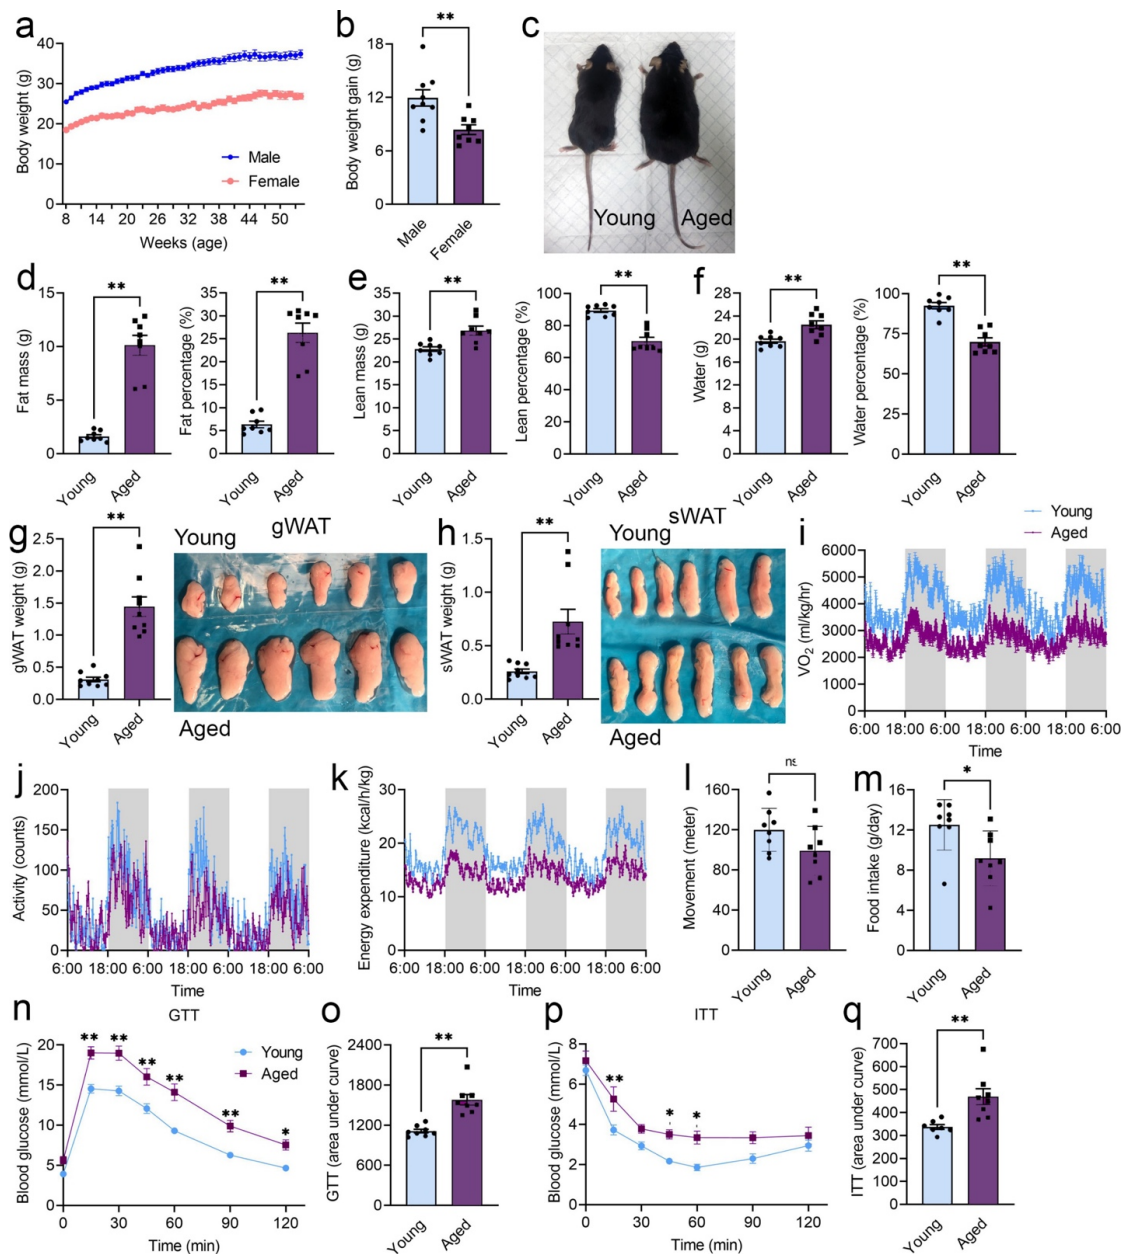 a
40
30
20
10
0
Body weight (g)
Male
Female
8 14 20 26 32 38 44 50
Weeks (age)
b
**
18
12
6
0
Body weight gain (g)
Male Female
c
Young Aged
d
**
15
10
5
0
Fat mass (g)
Young Aged
**
35
30
25
20
15
10
5
0
Fat percentage (%)
Young Aged
e
**
35
30
25
20
15
10
5
0
Lean mass (g)
Young Aged
**
100
80
60
40
20
0
Lean percentage (%)
Young Aged
f
**
28
24
20
16
12
8
4
0
Water (g)
Young Aged
**
100
75
50
25
0
Water percentage (%)
Young Aged
g
**
2.5
2.0
1.5
1.0
0.5
0.0
gWAT weight (g)
Young Aged
gWAT
Young
Aged
h
**
1.5
1.0
0.5
0.0
sWAT weight (g)
Young Aged
sWAT
Young
Aged
i
Young
Aged
6000
5000
4000
3000
2000
1000
0
VO2 (ml/kg/hr)
6:00 18:00 6:00 18:00 6:00 18:00 6:00
Time
j
200
150
100
50
0
Activity (counts)
6:00 18:00 6:00 18:00 6:00 18:00 6:00
Time
k
30
20
10
0
Energy expenditure (kcal/h/kg)
6:00 18:00 6:00 18:00 6:00 18:00 6:00
Time
l
ns
160
120
80
40
0
Movement (meter)
Young Aged
m
*
16
12
8
4
0
Food intake (g/day)
Young Aged
n
GTT
20
15
10
5
0
Blood glucose (mmol/L)
** ** ** ** ** *
Young
Aged
0 30 60 90 120
Time (min)
o
**
2400
1800
1200
600
0
GTT (area under curve)
Young Aged
p
ITT
8
6
4
2
0
Blood glucose (mmol/L)
** * *
0 30 60 90 120
Time (min)
q
**
700
600
500
400
300
200
100
0
ITT (area under curve)
Young Aged